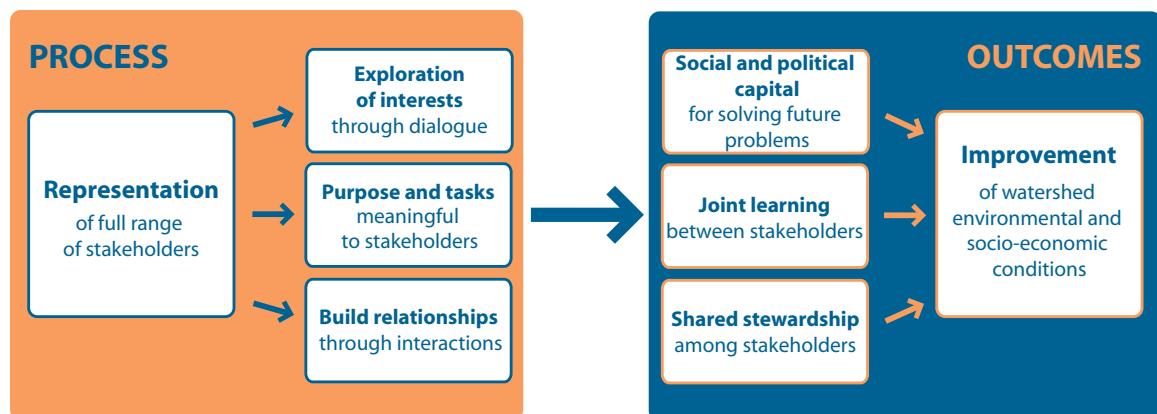 PROCESS
Representation
of full range
of stakeholders
Exploration
of interests
through dialogue
Purpose and tasks
meaningful
to stakeholders
Build relationships
through interactions
OUTCOMES
Social and political
capital
for solving future
problems
Joint learning
between stakeholders
Shared stewardship
among stakeholders
Improvement
of watershed
environmental and
socio-economic
conditions